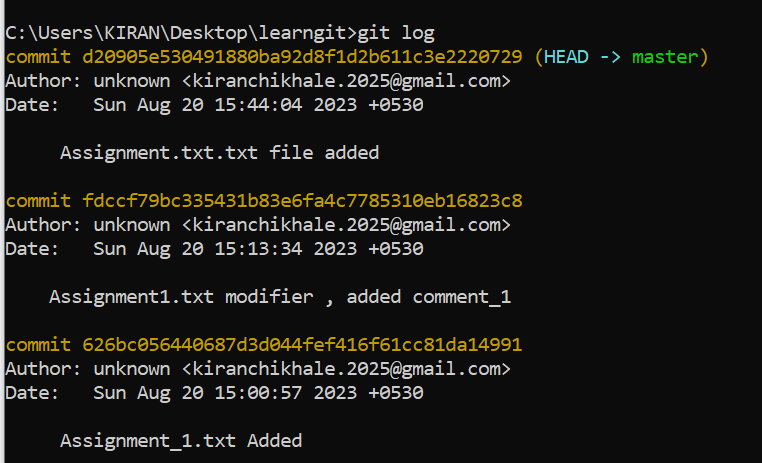 C:\Users\KIRAN\Desktop\learngit>git log
commit d20905e530491880ba92d8f1d2b611c3e2220729 (HEAD -> master)
Author: unknown <kiranchikhale.2025@gmail.com>
Date:   Sun Aug 20 15:44:04 2023 +0530
Assignment.txt.txt file added
commit fdccf79bc335431b83e6fa4c7785310eb16823c8
Author: unknown <kiranchikhale.2025@gmail.com>
Date:   Sun Aug 20 15:13:34 2023 +0530
Assignment1.txt modifier , added comment_1
commit 626bc056440687d3d044fef416f61cc81da14991
Author: unknown <kiranchikhale.2025@gmail.com>
Date:   Sun Aug 20 15:00:57 2023 +0530
Assignment_1.txt Added